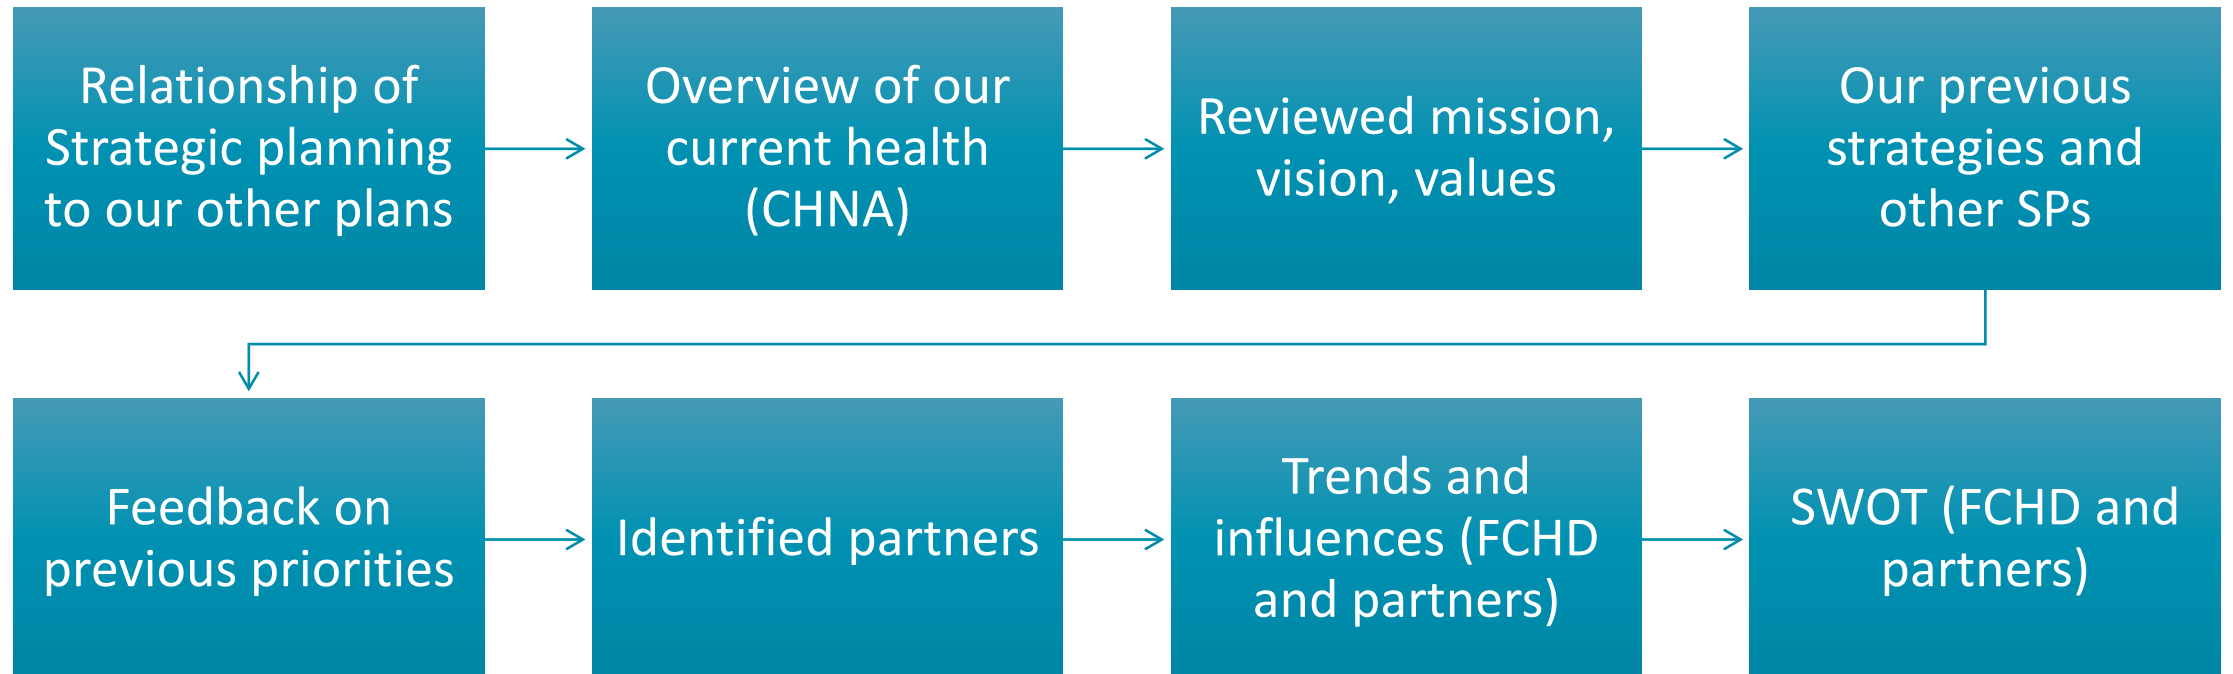 Relationship of
Strategic planning
to our other plans
Overview of our
current health
(CHNA)
Reviewed mission,
vision, values
Our previous
strategies and
other SPs
Feedback on
previous priorities
Identified partners
Trends and
influences (FCHD
and partners)
SWOT (FCHD and
partners)